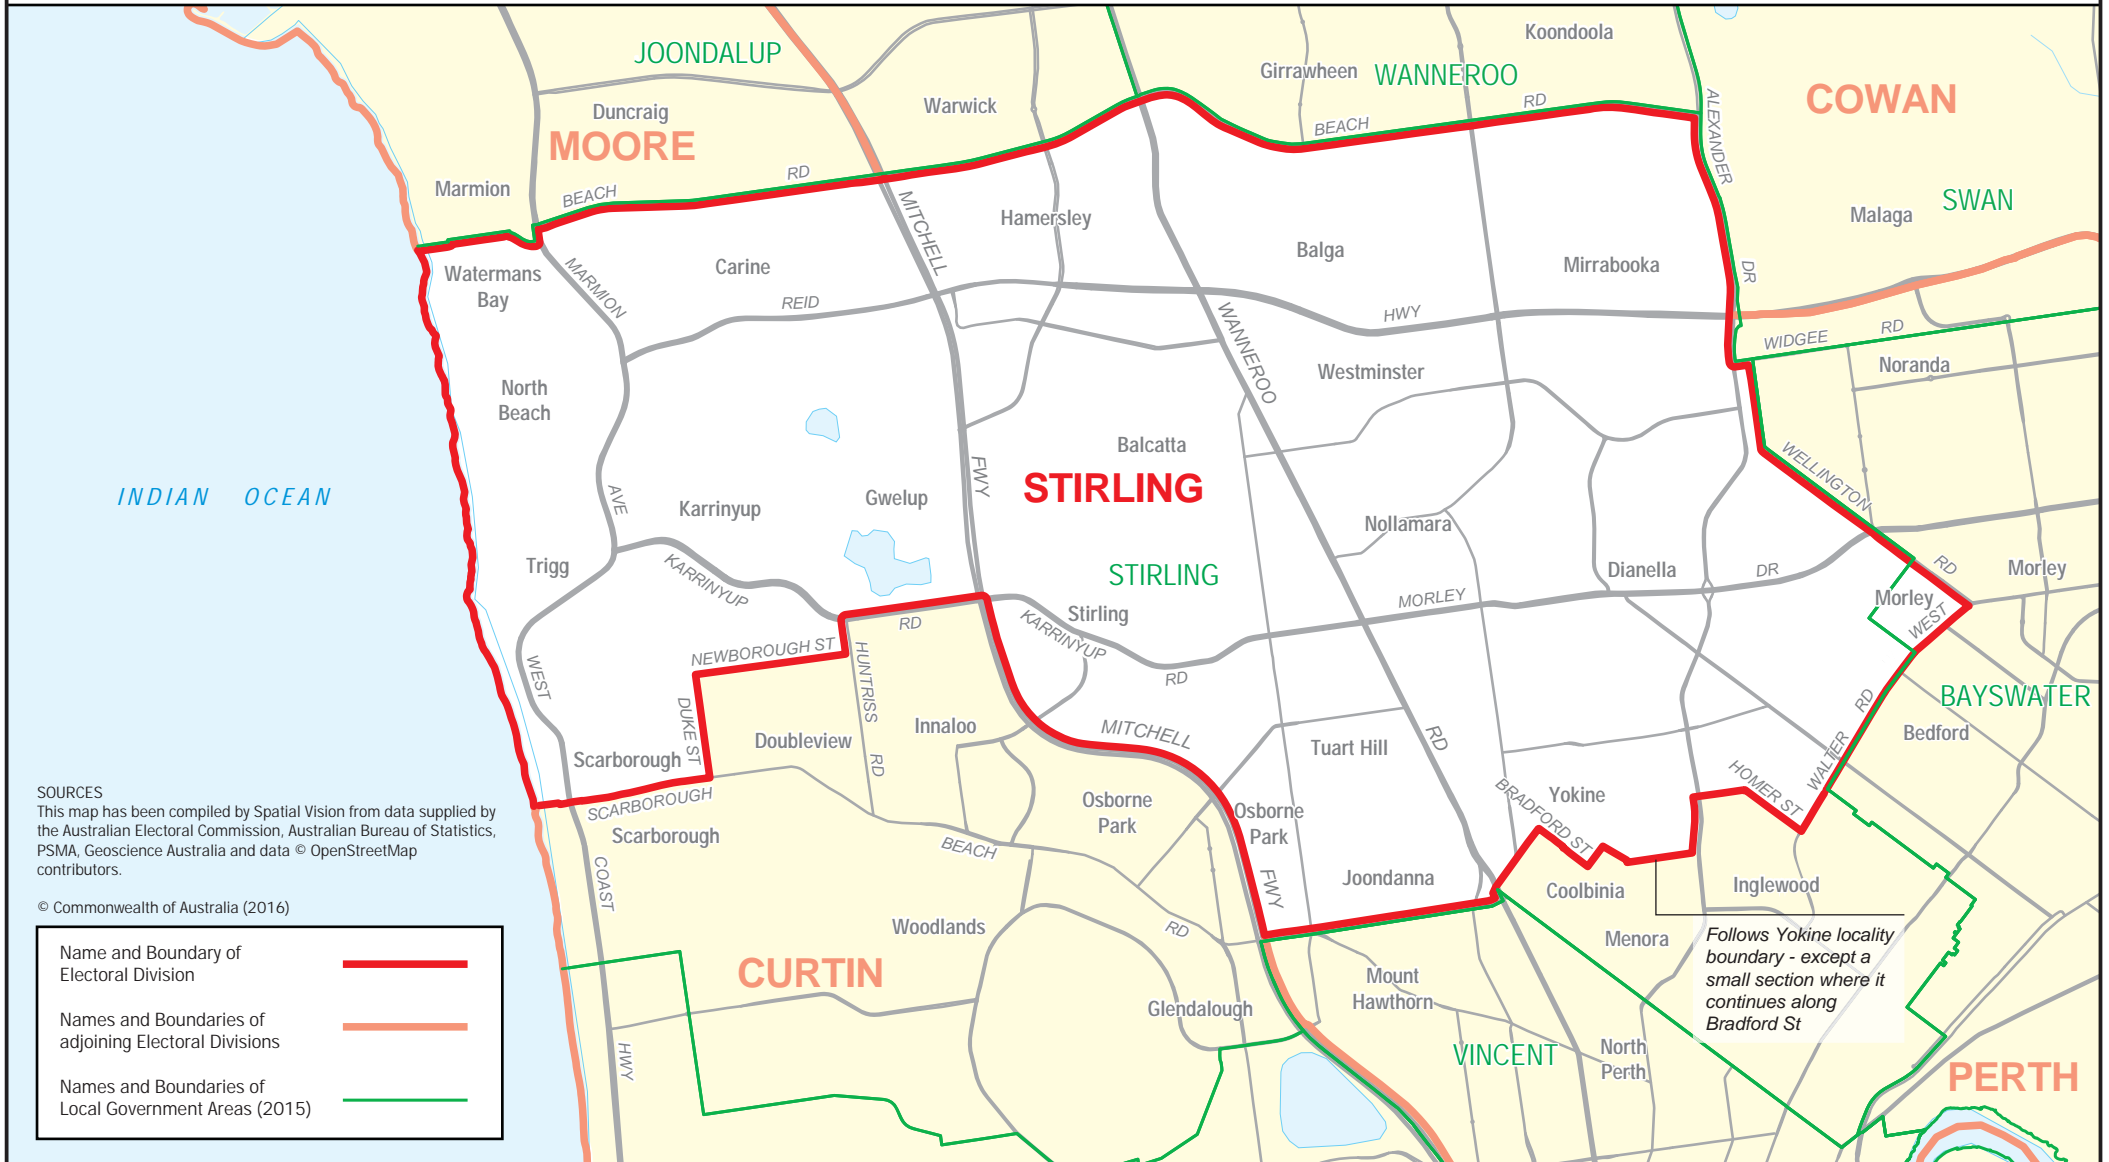 JOONDALUP
Koondoola
Girrawheen
WANNEROO
COWAN
Duncraig
Warwick
MOORE
BEACH
RD
ALEXANDER
Marmion
BEACH
RD
MITCHELL
Hamersley
Malaga
SWAN
Watermans
Bay
MARMION
Carine
Balga
Mirrabooka
DR
REID
HWY
WANNEROO
WIDGEE
RD
Noranda
North
Beach
Westminster
Balcatta
WELLINGTON
INDIAN OCEAN
AVE
Karrinyup
Gwelup
FWY
STIRLING
Nollamara
Trigg
KARRINYUP
STIRLING
Dianella
DR
RD
Morley
MORLEY
Morley
WEST
Stirling
KARRINYUP
RD
NEWBOROUGH ST
HUNTRISS
WEST
RD
DUKE ST
Innaloo
MITCHELL
RD
BAYSWATER
Bedford
Doubleview
RD
Tuart Hill
Scarborough
HOMER ST
WALTER
RD
BRADFORD ST
Yokine
SCARBOROUGH
Osborne
Park
Osborne
Park
Scarborough
BEACH
COAST
FWY
Joondanna
Coolbinia
Inglewood
Woodlands
RD
Menora
Follows Yokine locality
boundary - except a
small section where it
continues along
Bradford St
CURTIN
Mount
Hawthorn
Glendalough
HWY
VINCENT
North
Perth
PERTH
SOURCES
This map has been compiled by Spatial Vision from data supplied by
the Australian Electoral Commission, Australian Bureau of Statistics,
PSMA, Geoscience Australia and data © OpenStreetMap
contributors.
© Commonwealth of Australia (2016)
Name and Boundary of
Electoral Division
Names and Boundaries of
adjoining Electoral Divisions
Names and Boundaries of
Local Government Areas (2015)